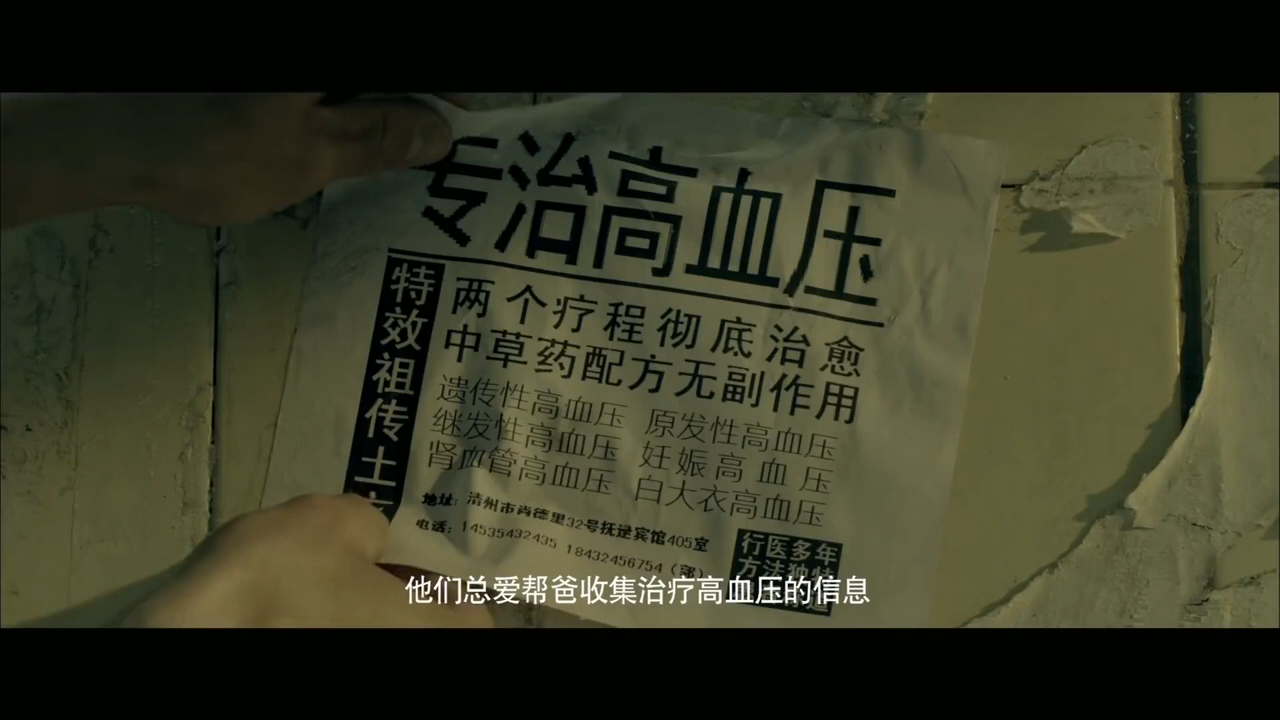 专治高血压
特效祖传土
两个疗程彻底治愈
中草药配方无副作用
遗传性高血压 原发性高血压
继发性高血压 妊娠高血压
肾血管高血压 白大衣高血压
地址: 清州市肖德里32号抚逯宾馆405室
电话: 14535432435 18432456754
行医多年
方法独特
他们总爱帮爸收集治疗高血压的信息